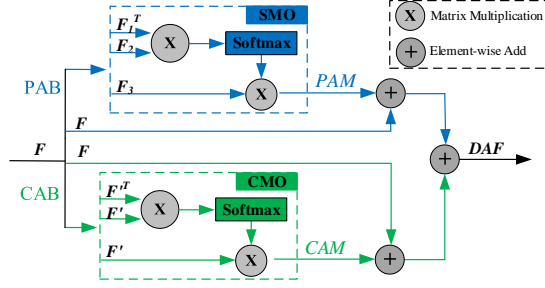 SMO
F₁ᵀ
F₂
X
Softmax
F₃
X
PAM
+
PAB
F
F
F
CAB
CMO
F'ᵀ
F'
X
Softmax
F'
X
CAM
+
+
DAF
X Matrix Multiplication
+ Element-wise Add